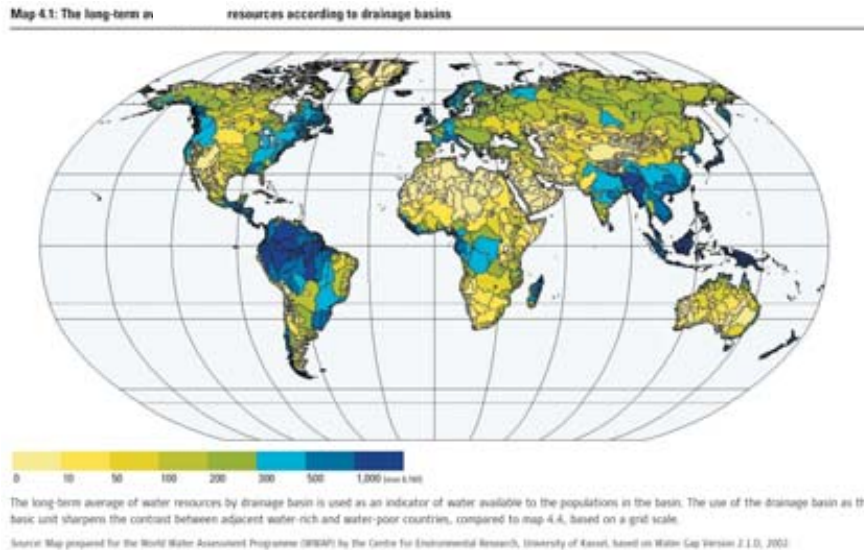 Map 4.1: The long-term av resources according to drainage basins
0 10 50 100 200 300 500 1,000
The long-term average of water resources by drainage basin is used as an indicator of water available to the populations in the basin. The use of the drainage basin as th
basic unit sharpens the contrast between adjacent water-rich and water-poor countries, compared to map 4.4, based on a grid scale.
Source: Map prepared for the World Water Assessment Programme (WWAP) by the Centre for Environmental Research, University of Kassel, based on Water Gap Version 2.1.D, 2002.